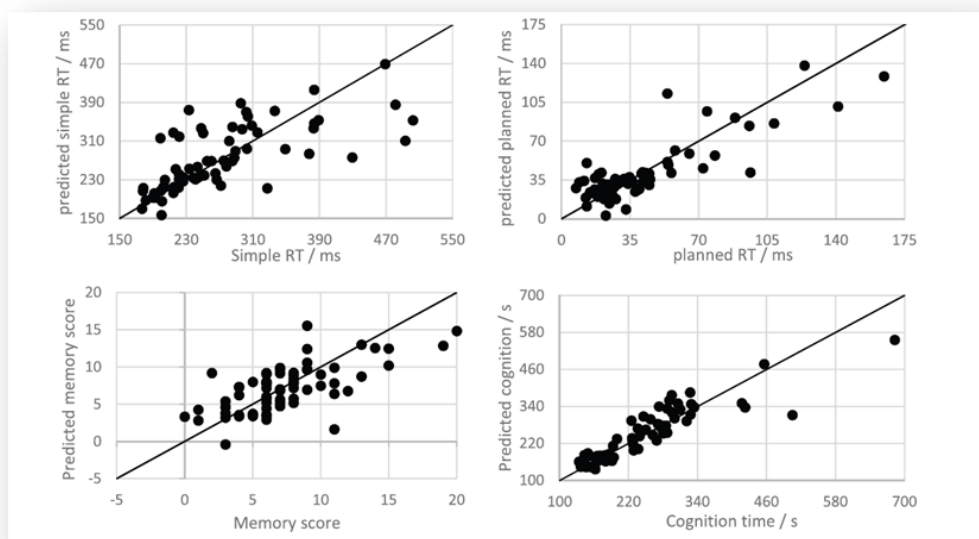 predicted simple RT / ms
550
470
390
310
230
150
150 230 310 390 470 550
Simple RT / ms
predicted planned RT / ms
175
140
105
70
35
0
0 35 70 105 140 175
planned RT / ms
Predicted memory score
20
15
10
5
0
-5
-5 0 5 10 15 20
Memory score
Predicted cognition / s
700
580
460
340
220
100
100 220 340 460 580 700
Cognition time / s